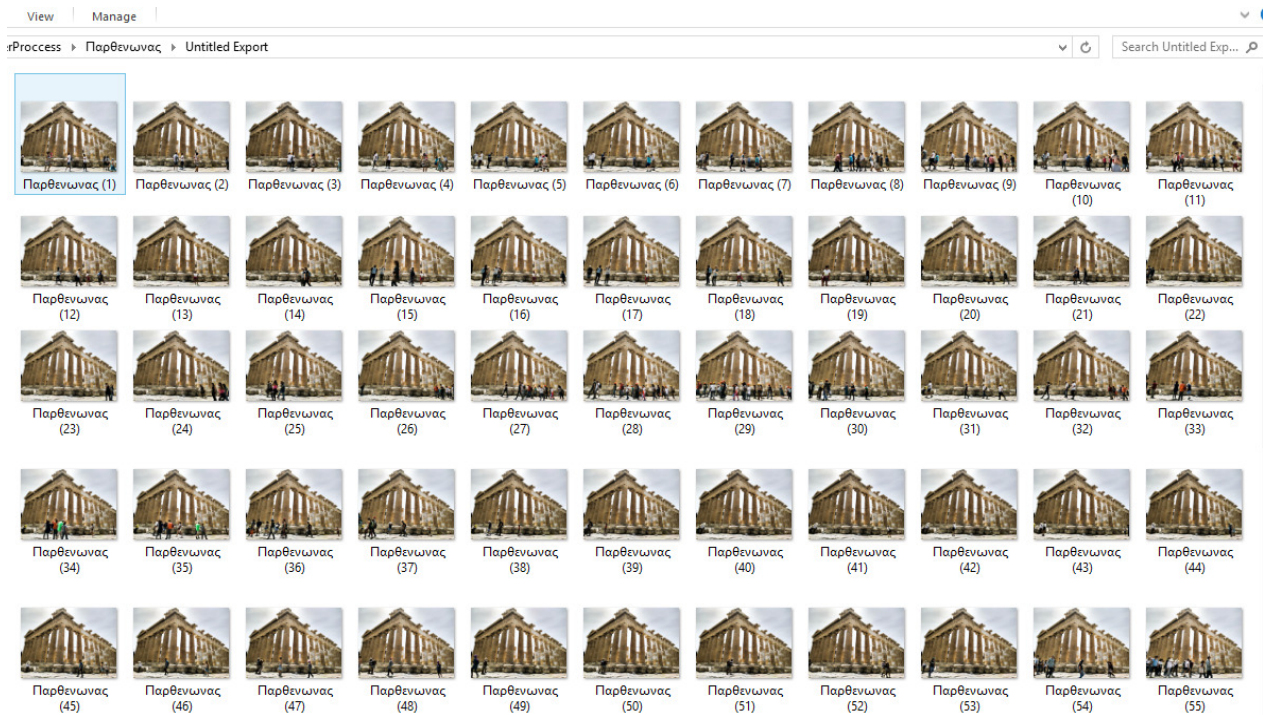 View Manage
erProccess Παρθενωνας Untitled Export Search Untitled Exp...
Παρθενωνας (1) Παρθενωνας (2) Παρθενωνας (3) Παρθενωνας (4) Παρθενωνας (5) Παρθενωνας (6) Παρθενωνας (7) Παρθενωνας (8) Παρθενωνας (9) Παρθενωνας Παρθενωνας
(10) (11)
Παρθενωνας Παρθενωνας Παρθενωνας Παρθενωνας Παρθενωνας Παρθενωνας Παρθενωνας Παρθενωνας Παρθενωνας Παρθενωνας Παρθενωνας
(12) (13) (14) (15) (16) (17) (18) (19) (20) (21) (22)
Παρθενωνας Παρθενωνας Παρθενωνας Παρθενωνας Παρθενωνας Παρθενωνας Παρθενωνας Παρθενωνας Παρθενωνας Παρθενωνας Παρθενωνας
(23) (24) (25) (26) (27) (28) (29) (30) (31) (32) (33)
Παρθενωνας Παρθενωνας Παρθενωνας Παρθενωνας Παρθενωνας Παρθενωνας Παρθενωνας Παρθενωνας Παρθενωνας Παρθενωνας Παρθενωνας
(34) (35) (36) (37) (38) (39) (40) (41) (42) (43) (44)
Παρθενωνας Παρθενωνας Παρθενωνας Παρθενωνας Παρθενωνας Παρθενωνας Παρθενωνας Παρθενωνας Παρθενωνας Παρθενωνας Παρθενωνας
(45) (46) (47) (48) (49) (50) (51) (52) (53) (54) (55)